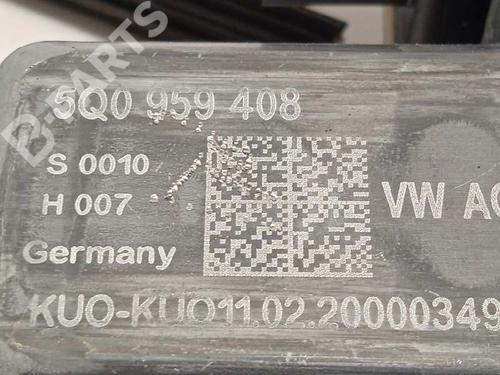 B-PARTS
5Q0 959 408
S 0010
H 007
VW AG
Germany
KUO-KUO11.02.20000349